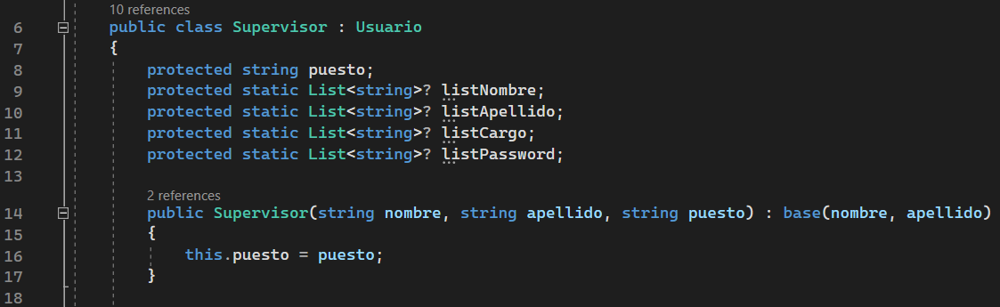 10 references
6 public class Supervisor : Usuario
7 {
8 protected string puesto;
9 protected static List<string>? listNombre;
10 protected static List<string>? listApellido;
11 protected static List<string>? listCargo;
12 protected static List<string>? listPassword;
13
2 references
14 public Supervisor(string nombre, string apellido, string puesto) : base(nombre, apellido)
15 {
16 this.puesto = puesto;
17 }
18